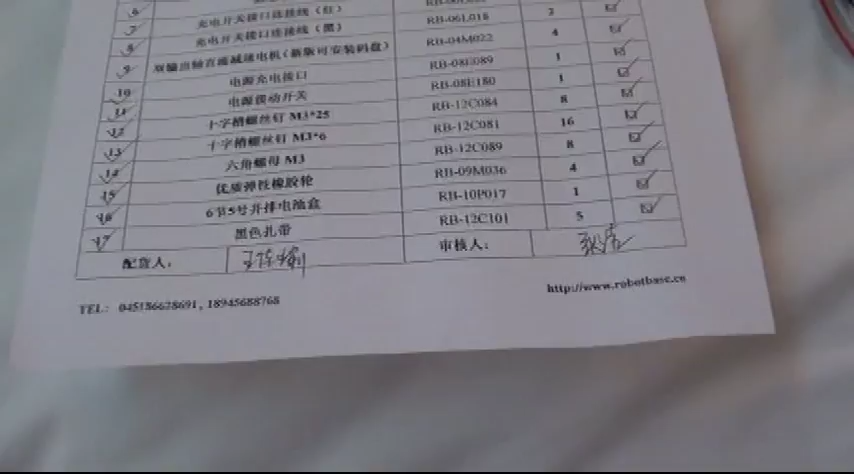 6
7 充电开关接口连接线（红）
8 充电开关接口连接线（黑） RB-06L018 2
9 双输出轴直流减速电机（新版可安装码盘） RB-04M022 4
10 电源充电接口 RB-08E089 1
11 电源拨动开关 RB-08E180 1
12 十字槽螺丝钉 M3*25 RB-12C084 8
13 十字槽螺丝钉 M3*6 RB-12C081 16
14 六角螺母 M3 RB-12C089 8
15 优质弹性橡胶轮 RB-09M036 4
16 6节5号并排电池盒 RB-10P017 1
17 黑色扎带 RB-12C101 5
配货人： 审核人：
TEL： 045186628691，18945688768 http://www.robotbase.cn